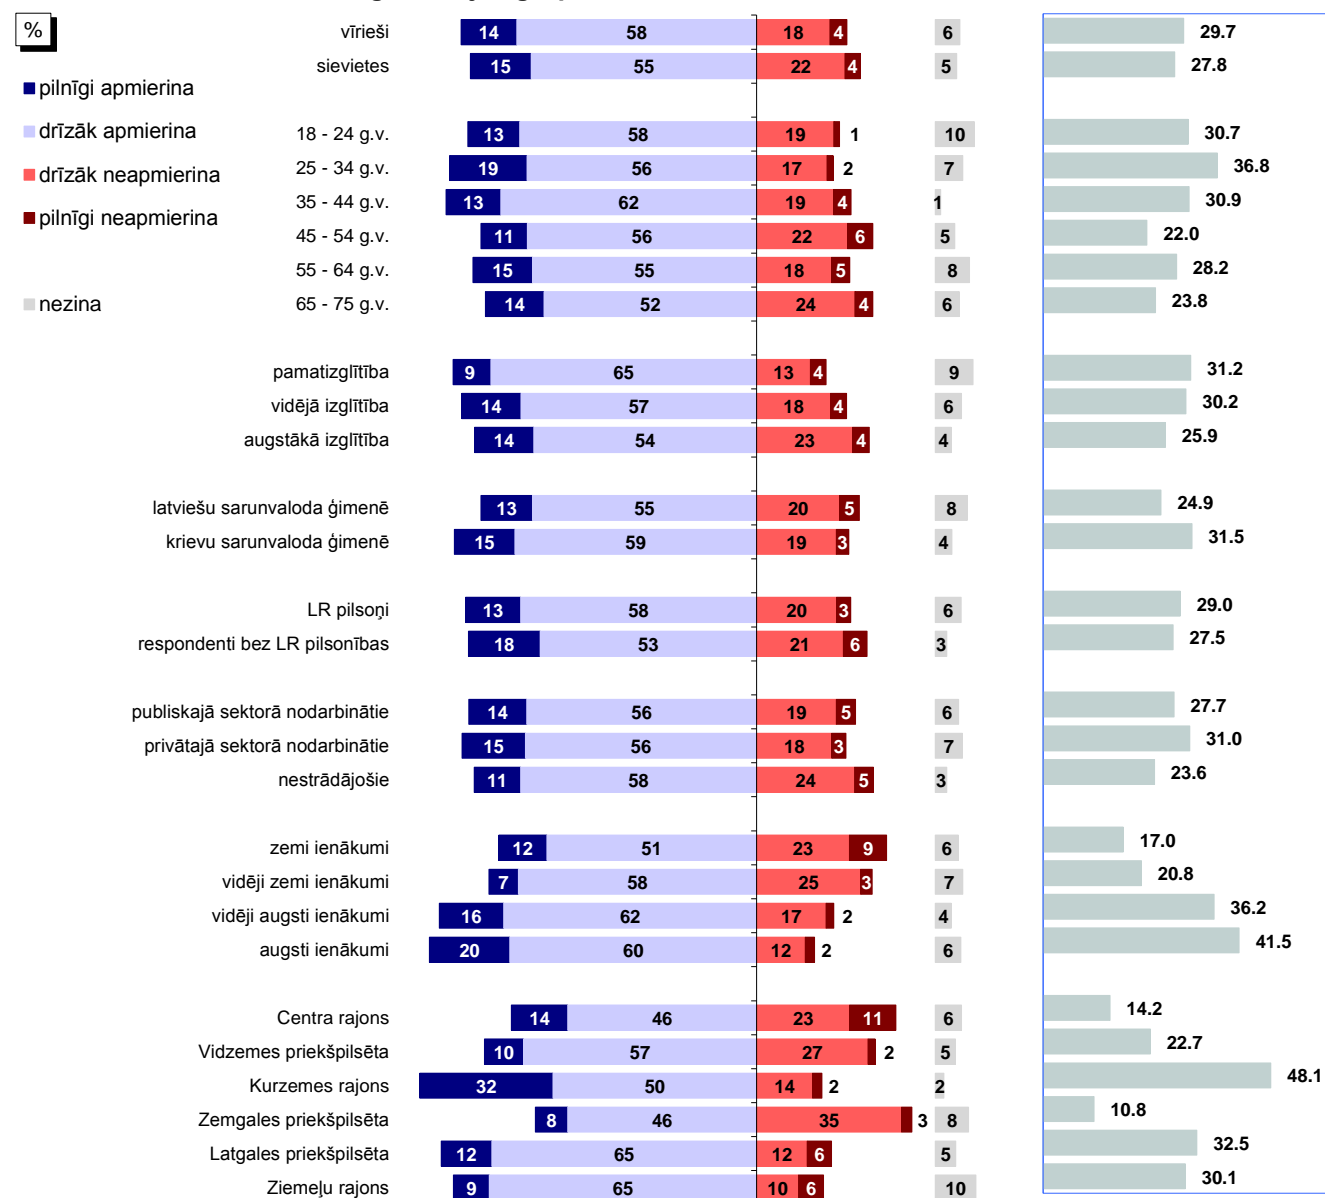 %
pilnīgi apmierina
drīzāk apmierina
drīzāk neapmierina
pilnīgi neapmierina
nezina
vīrieši 14 58 18 4 6 29.7
sievietes 15 55 22 4 5 27.8
18 - 24 g.v. 13 58 19 1 10 30.7
25 - 34 g.v. 19 56 17 2 7 36.8
35 - 44 g.v. 13 62 19 4 1 30.9
45 - 54 g.v. 11 56 22 6 5 22.0
55 - 64 g.v. 15 55 18 5 8 28.2
65 - 75 g.v. 14 52 24 4 6 23.8
pamatizglītība 9 65 13 4 9 31.2
vidējā izglītība 14 57 18 4 6 30.2
augstākā izglītība 14 54 23 4 4 25.9
latviešu sarunvaloda ģimenē 13 55 20 5 8 24.9
krievu sarunvaloda ģimenē 15 59 19 3 4 31.5
LR pilsoņi 13 58 20 3 6 29.0
respondenti bez LR pilsonības 18 53 21 6 3 27.5
publiskajā sektorā nodarbinātie 14 56 19 5 6 27.7
privātajā sektorā nodarbinātie 15 56 18 3 7 31.0
nestrādājošie 11 58 24 5 3 23.6
zemi ienākumi 12 51 23 9 6 17.0
vidēji zemi ienākumi 7 58 25 3 7 20.8
vidēji augsti ienākumi 16 62 17 2 4 36.2
augsti ienākumi 20 60 12 2 6 41.5
Centra rajons 14 46 23 11 6 14.2
Vidzemes priekšpilsēta 10 57 27 2 5 22.7
Kurzemes rajons 32 50 14 2 2 48.1
Zemgales priekšpilsēta 8 46 35 3 8 10.8
Latgales priekšpilsēta 12 65 12 6 5 32.5
Ziemeļu rajons 9 65 10 6 10 30.1